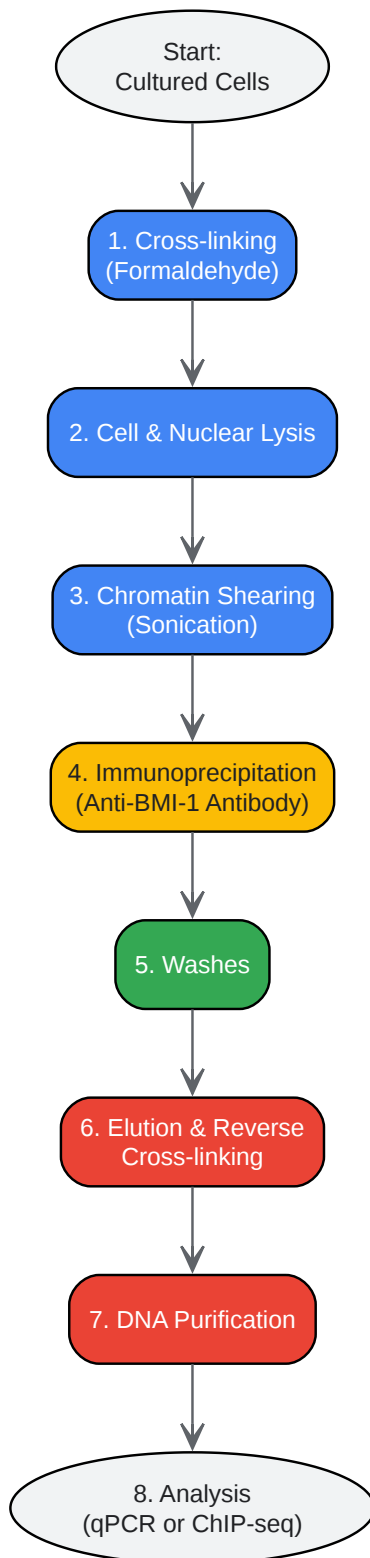 Start:
Cultured Cells
1. Cross-linking
(Formaldehyde)
2. Cell & Nuclear Lysis
3. Chromatin Shearing
(Sonication)
4. Immunoprecipitation
(Anti-BMI-1 Antibody)
5. Washes
6. Elution & Reverse
Cross-linking
7. DNA Purification
8. Analysis
(qPCR or ChIP-seq)